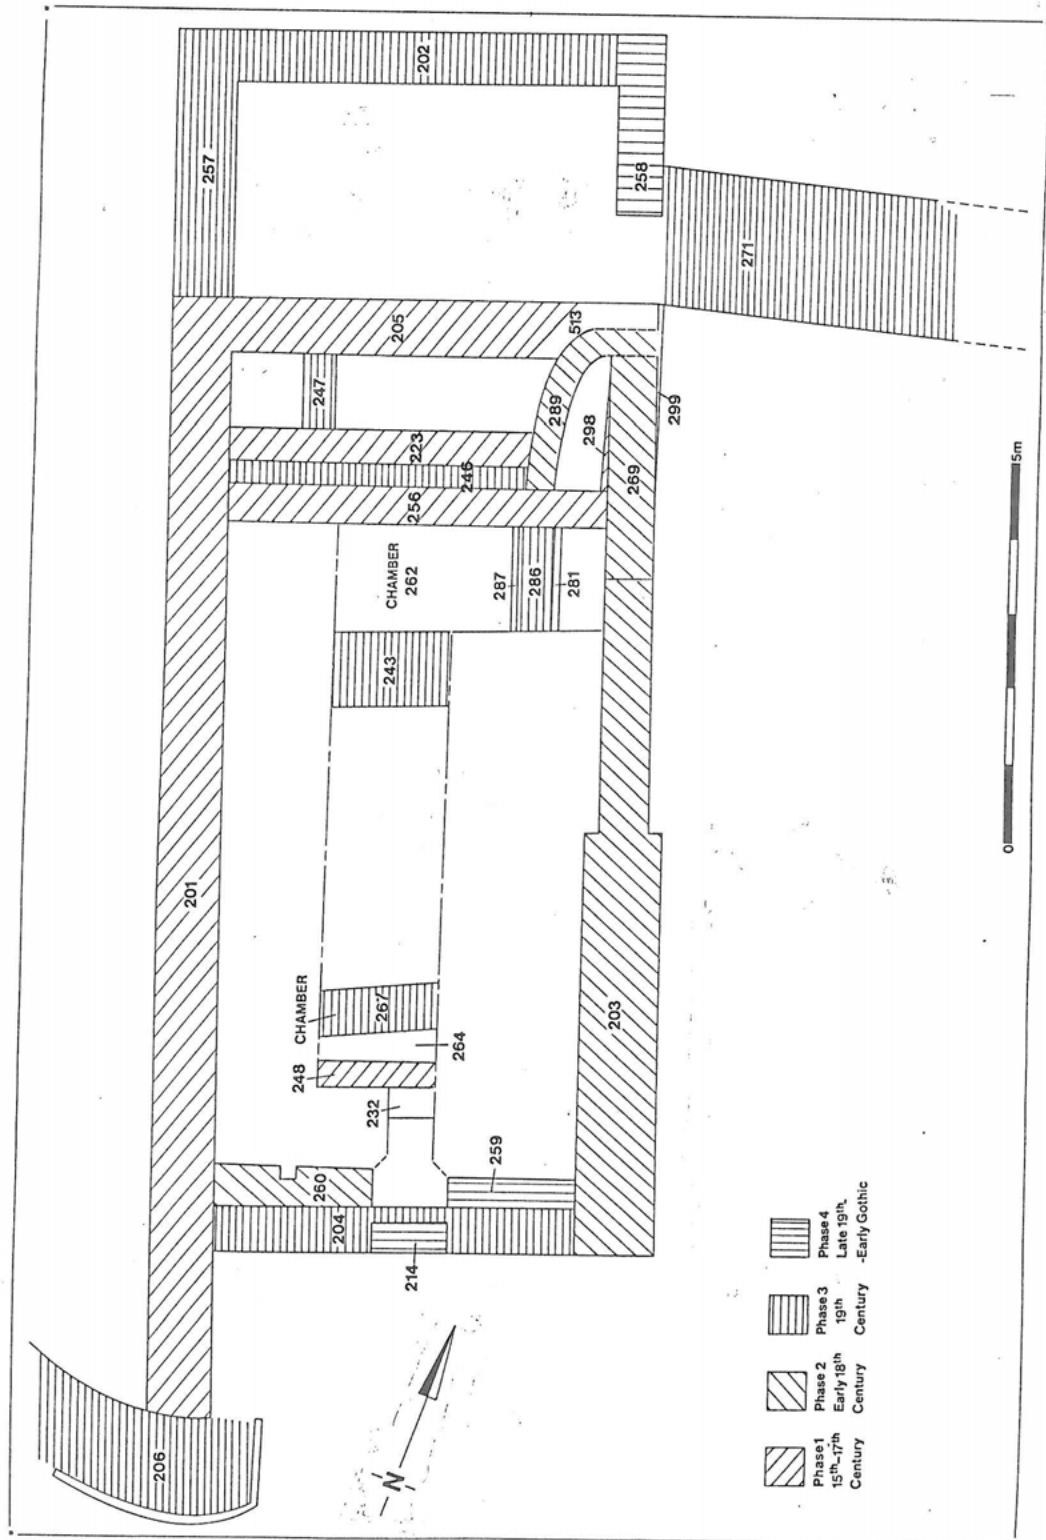 202
257
258
271
205
513
247
289
299
298
223
246
269
256
CHAMBER
262
287
286
281
243
5m
201
0
CHAMBER
267
264
203
248
232
259
260
204
214
206
N
Phase 1
15th–17th
Century
Phase 2
Early 18th
Century
Phase 3
19th
Century
Phase 4
Late 19th
-Early Gothic